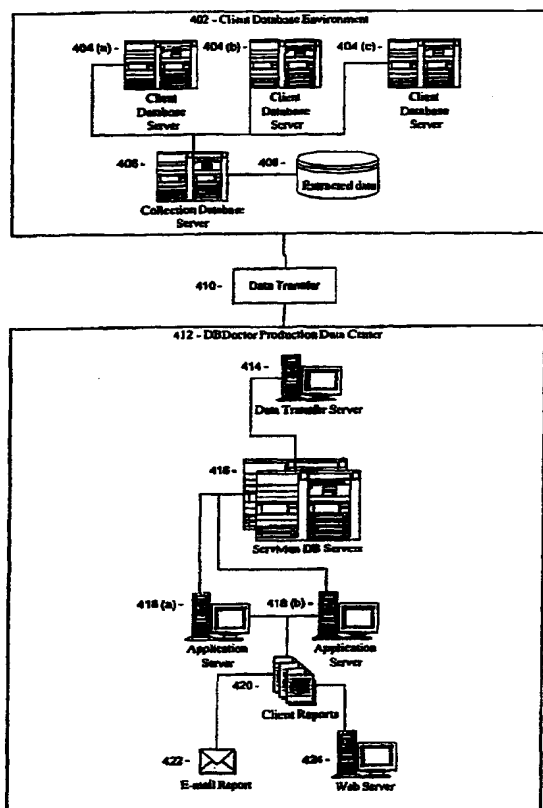 402 - Client Database Environment
404 (a) -
404 (b) -
404 (c) -
Client
Database
Server
Client
Database
Server
Client
Database
Server
406 -
408 -
Extracted data
Collection Database
Server
410 -
Data Transfer
412 - DBDoctor Production Data Center
414 -
Data Transfer Server
416 -
DB Servers
418 (a) -
418 (b) -
Application
Server
Application
Server
420 -
Client Reports
422 -
424 -
E-mail Report
Web Server